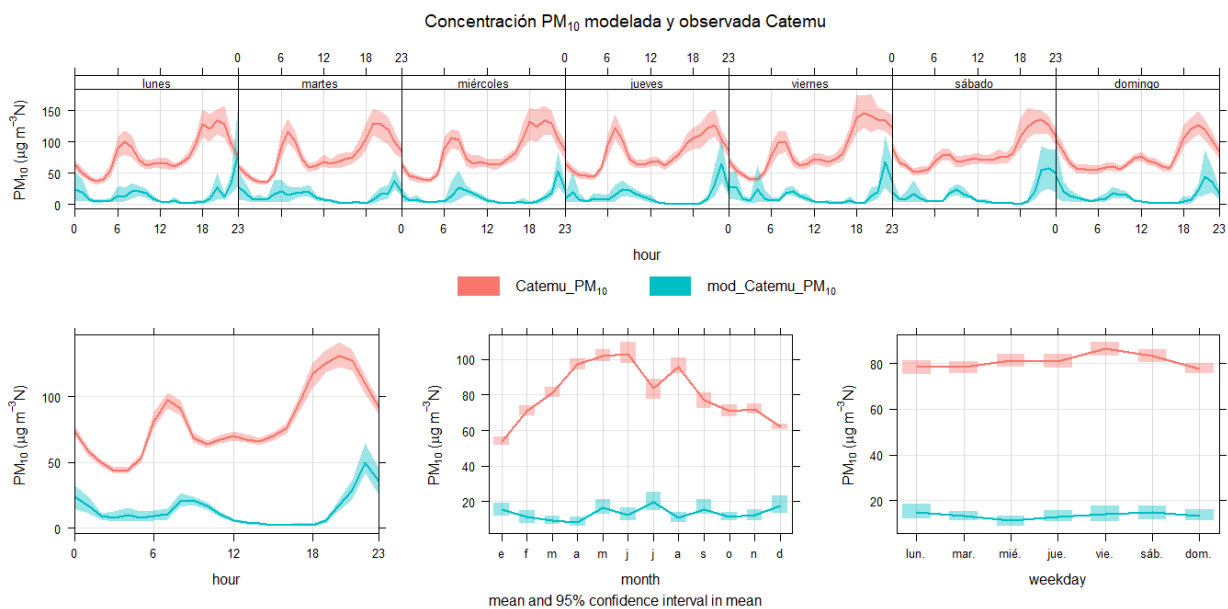 Concentración PM₁₀ modelada y observada Catemu
0 6 12 18 23 0 6 12 18 23 0 6 12 18 23
lunes martes miércoles jueves viernes sábado domingo
PM₁₀ (µg m⁻³N)
150
100
50
0
0 6 12 18 23 0 6 12 18 23 0 6 12 18 23 0 6 12 18 23
hour
Catemu_PM₁₀ mod_Catemu_PM₁₀
PM₁₀ (µg m⁻³N)
100
50
0
0 6 12 18 23
hour
PM₁₀ (µg m⁻³N)
100
80
60
40
20
e f m a m j j a s o n d
month
PM₁₀ (µg m⁻³N)
80
60
40
20
lun. mar. mié. jue. vie. sáb. dom.
weekday
mean and 95% confidence interval in mean